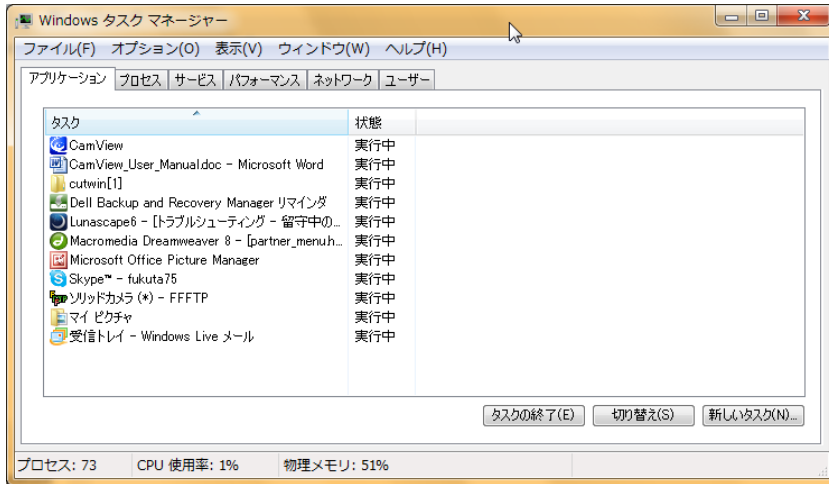 Windows タスク マネージャー
ファイル(F) オプション(O) 表示(V) ウィンドウ(W) ヘルプ(H)
アプリケーション プロセス サービス パフォーマンス ネットワーク ユーザー
タスク 状態
CamView 実行中
CamView_User_Manual.doc - Microsoft Word 実行中
cutwin[1] 実行中
Dell Backup and Recovery Manager リマインダ 実行中
Lunascape6 - [トラブルシューティング - 留守中の... 実行中
Macromedia Dreamweaver 8 - [partner_menu.h... 実行中
Microsoft Office Picture Manager 実行中
Skype™ - fukuta75 実行中
ソリッドカメラ (*) - FFFTP 実行中
マイ ピクチャ 実行中
受信トレイ - Windows Live メール 実行中
タスクの終了(E) 切り替え(S) 新しいタスク(N)...
プロセス: 73 CPU 使用率: 1% 物理メモリ: 51%